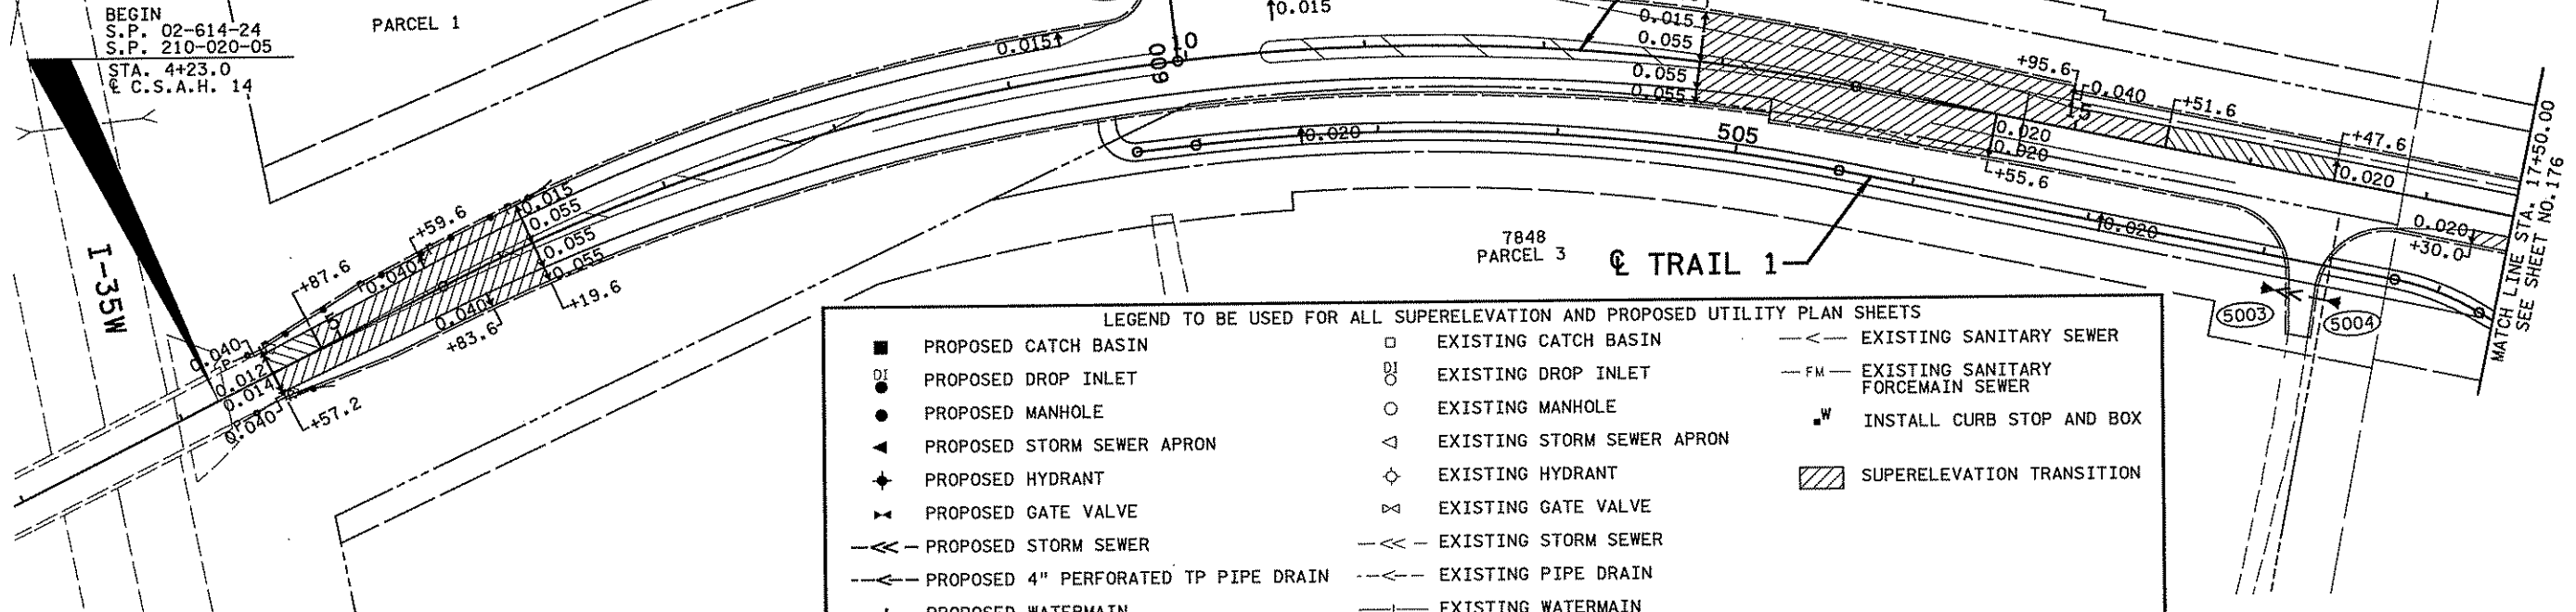 BEGIN
S.P. 02-614-24
S.P. 210-020-05
STA. 4+23.0
℄ C.S.A.H. 14
PARCEL 1
I-35W
0.040
0.012
0.014
0.040
+57.2
+87.6
5
+59.6
0.040
0.040
+83.6
0.015
0.055
0.055
0.055
+19.6
0.015
600
10
0.015
0.015
0.055
0.055
0.055
0.020
505
+95.6
0.040
15
+51.6
0.020
0.020
+55.6
+47.6
0.020
0.020
0.020
+30.0
MATCH LINE STA. 17+50.00
SEE SHEET NO.176
7848
PARCEL 3
℄ TRAIL 1
5003
5004
LEGEND TO BE USED FOR ALL SUPERELEVATION AND PROPOSED UTILITY PLAN SHEETS
PROPOSED CATCH BASIN
DI PROPOSED DROP INLET
PROPOSED MANHOLE
PROPOSED STORM SEWER APRON
PROPOSED HYDRANT
PROPOSED GATE VALVE
PROPOSED STORM SEWER
PROPOSED 4" PERFORATED TP PIPE DRAIN
PROPOSED WATERMAIN
EXISTING CATCH BASIN
DI EXISTING DROP INLET
EXISTING MANHOLE
EXISTING STORM SEWER APRON
EXISTING HYDRANT
EXISTING GATE VALVE
EXISTING STORM SEWER
EXISTING PIPE DRAIN
EXISTING WATERMAIN
EXISTING SANITARY SEWER
FM EXISTING SANITARY
FORCEMAIN SEWER
W INSTALL CURB STOP AND BOX
SUPERELEVATION TRANSITION